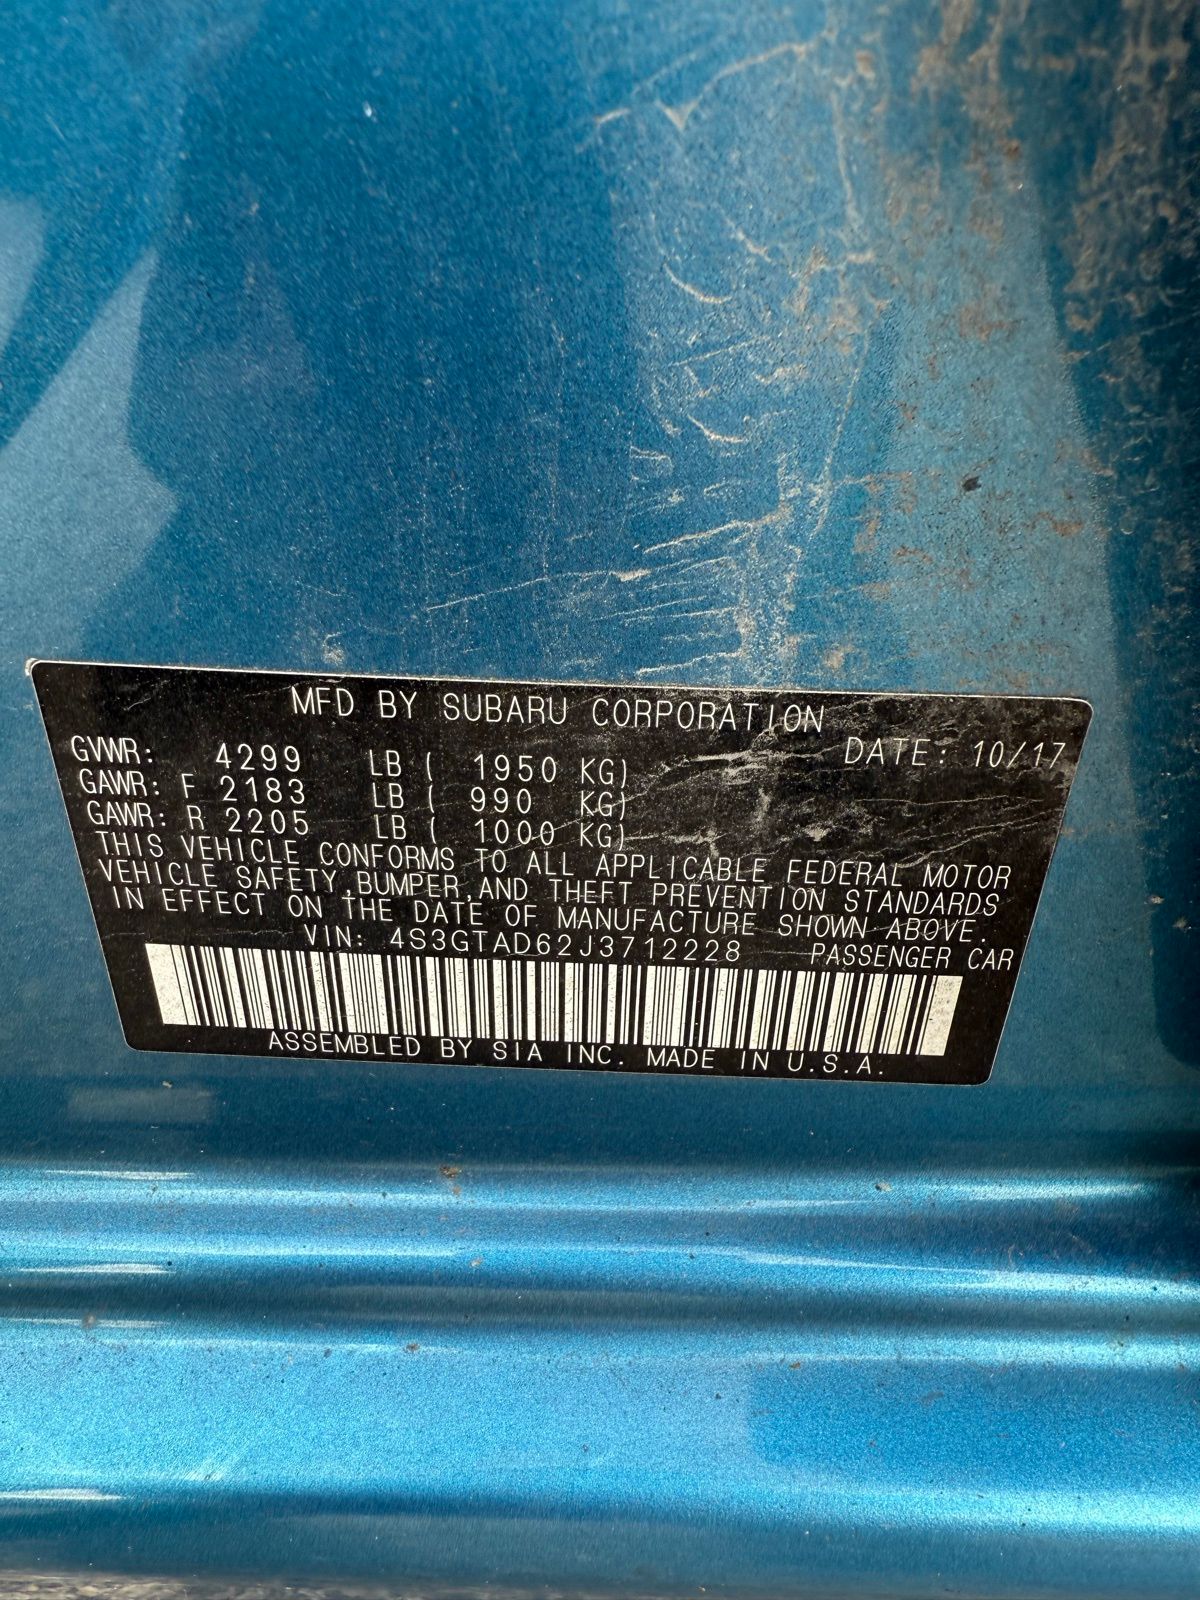 MFD BY SUBARU CORPORATION
DATE: 10/17
GVWR: 4299 LB ( 1950 KG)
GAWR: F 2183 LB ( 990 KG)
GAWR: R 2205 LB ( 1000 KG)
THIS VEHICLE CONFORMS TO ALL APPLICABLE FEDERAL MOTOR
VEHICLE SAFETY,BUMPER,AND THEFT PREVENTION STANDARDS
IN EFFECT ON THE DATE OF MANUFACTURE SHOWN ABOVE.
VIN: 4S3GTAD62J3712228 PASSENGER CAR
ASSEMBLED BY SIA INC. MADE IN U.S.A.